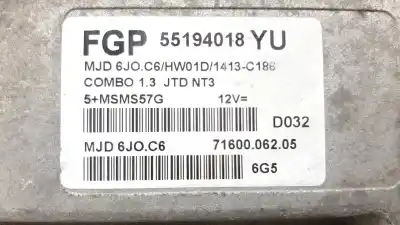 FGP 55194018 YU
MJD 6JO.C6/HW01D/1413-C186
COMBO 1.3 JTD NT3
5+MSMS57G 12V=
D032
MJD 6JO.C6 71600.062.05
6G5